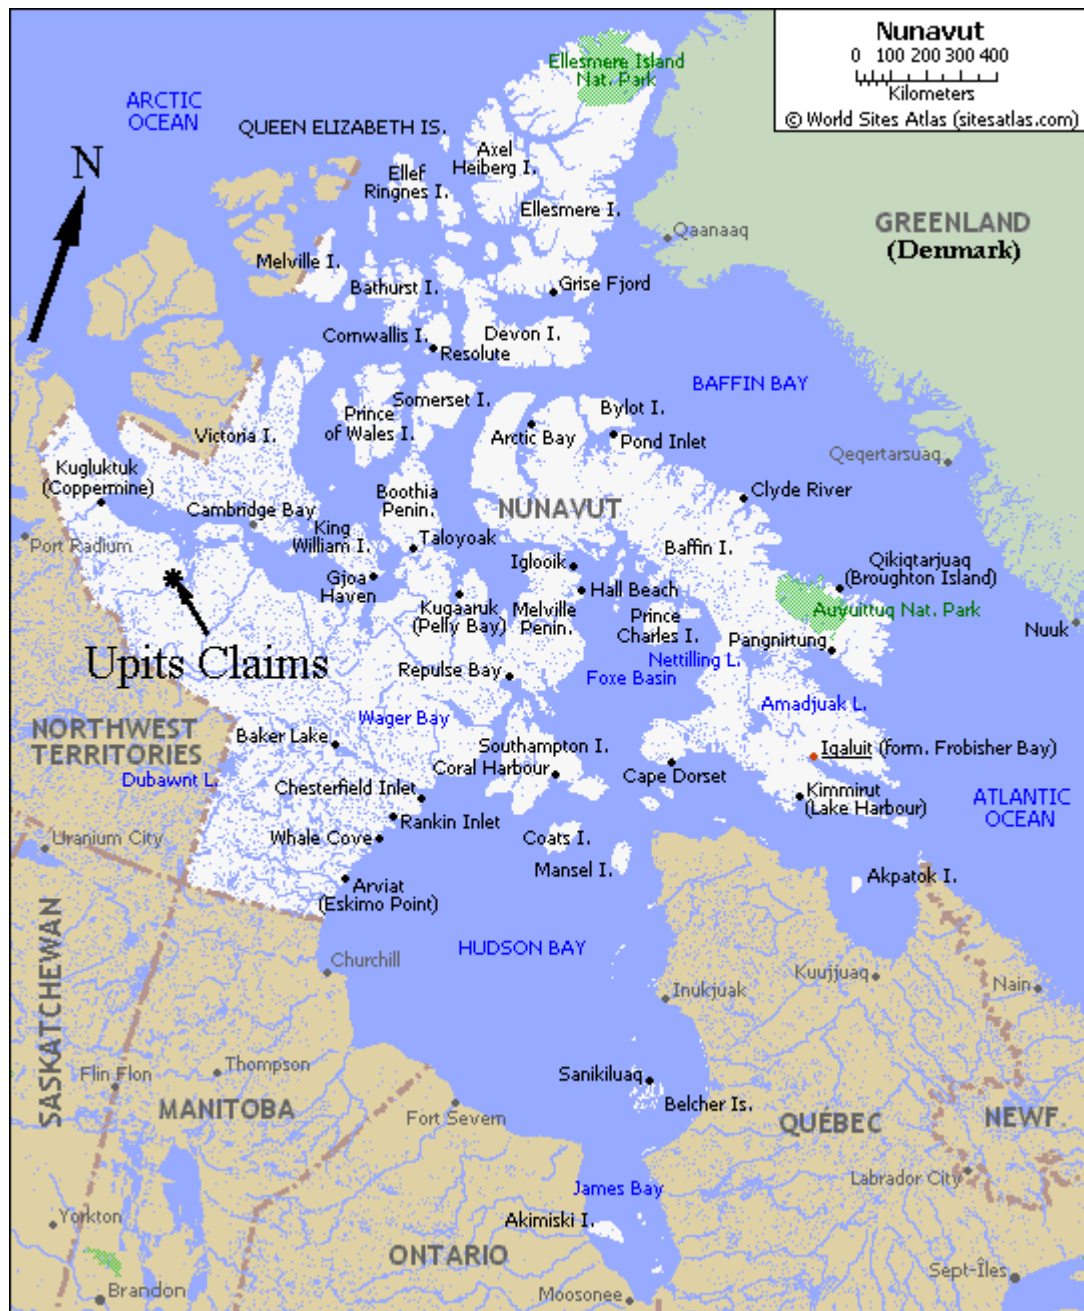 Nunavut
0 100 200 300 400
Kilometers
© World Sites Atlas (sitesatlas.com)
Ellesmere Island
Nat. Park
ARCTIC
OCEAN
QUEEN ELIZABETH IS.
N
Axel
Heiberg I.
Ellef
Ringnes I.
Ellesmere I.
Qaanaaq
GREENLAND
(Denmark)
Melville I.
Bathurst I.
Grise Fjord
Cornwallis I.
Devon I.
Resolute
BAFFIN BAY
Somerset I.
Prince
of Wales I.
Bylot I.
Victoria I.
Arctic Bay
Pond Inlet
Qeqertarsuaq
Kugluktuk
(Coppermine)
Boothia
Penin.
Clyde River
NUNAVUT
Cambridge Bay
King
William I.
Taloyoak
Port Radium
Baffin I.
Iglooik
Qikiqtarjuaq
(Broughton Island)
Gjoa
Haven
Hall Beach
Kugaaruk
(Pelly Bay)
Melville
Penin.
Prince
Charles I.
Auyuittuq Nat. Park
Nuuk
Pangnirtung
Upits Claims
Nettilling L.
Repulse Bay
Foxe Basin
Amadjuak L.
Wager Bay
NORTHWEST
TERRITORIES
Baker Lake
Southampton I.
Iqaluit (form. Frobisher Bay)
Coral Harbour
Cape Dorset
Dubawnt L.
Chesterfield Inlet
Kimmirut
(Lake Harbour)
ATLANTIC
OCEAN
Rankin Inlet
Uranium City
Whale Cove
Coats I.
Mansel I.
Akpatok I.
Arviat
(Eskimo Point)
HUDSON BAY
Churchill
SASKATCHEWAN
Kuujjuaq
Nain
Inukjuak
Thompson
Flin Flon
Sanikiluaq
MANITOBA
Fort Severn
Belcher Is.
QUÉBEC
NEWF.
Labrador City
James Bay
Yorkton
Akimiski I.
ONTARIO
Sept-Îles
Brandon
Moosonee